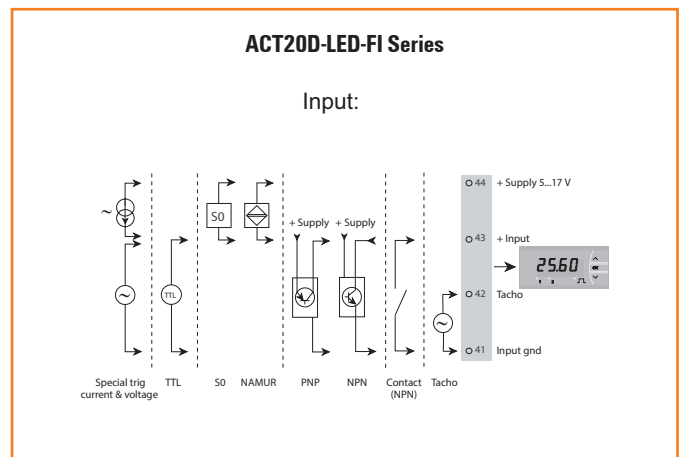 ACT20D-LED-FI Series
Input:
44 + Supply 5...17 V
S0
+ Supply + Supply
43 + Input
25.60
TTL
42 Tacho
41 Input gnd
Special trig
current & voltage
TTL
S0
NAMUR
PNP
NPN
Contact
(NPN)
Tacho